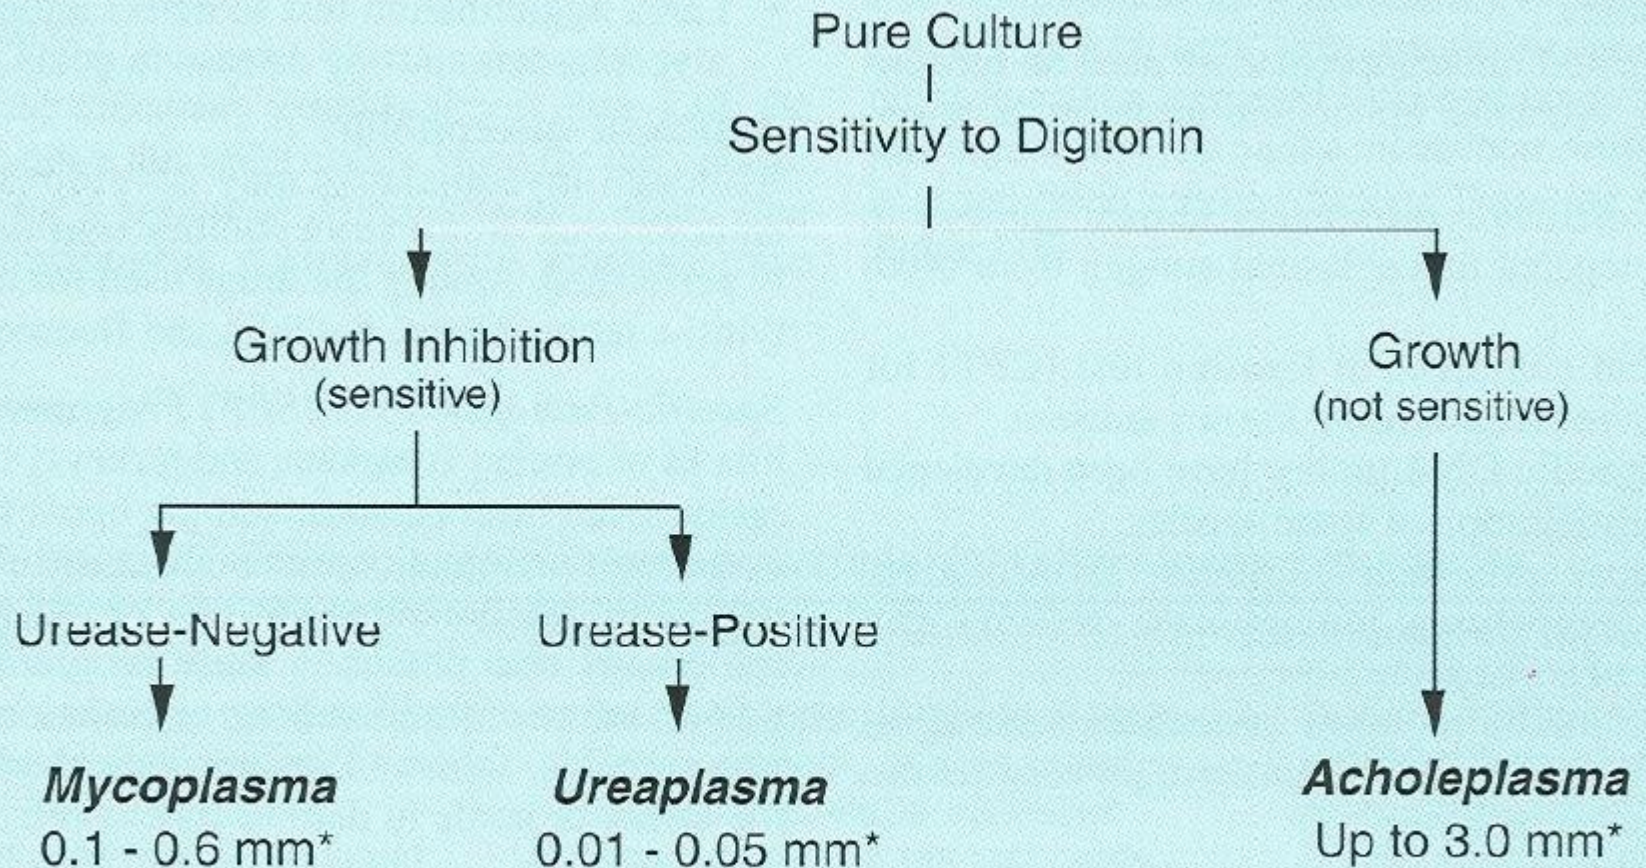 Pure Culture
Sensitivity to Digitonin
Growth Inhibition
(sensitive)
Growth
(not sensitive)
Urease-Negative
Urease-Positive
Mycoplasma
0.1 - 0.6 mm*
Ureaplasma
0.01 - 0.05 mm*
Acholeplasma
Up to 3.0 mm*